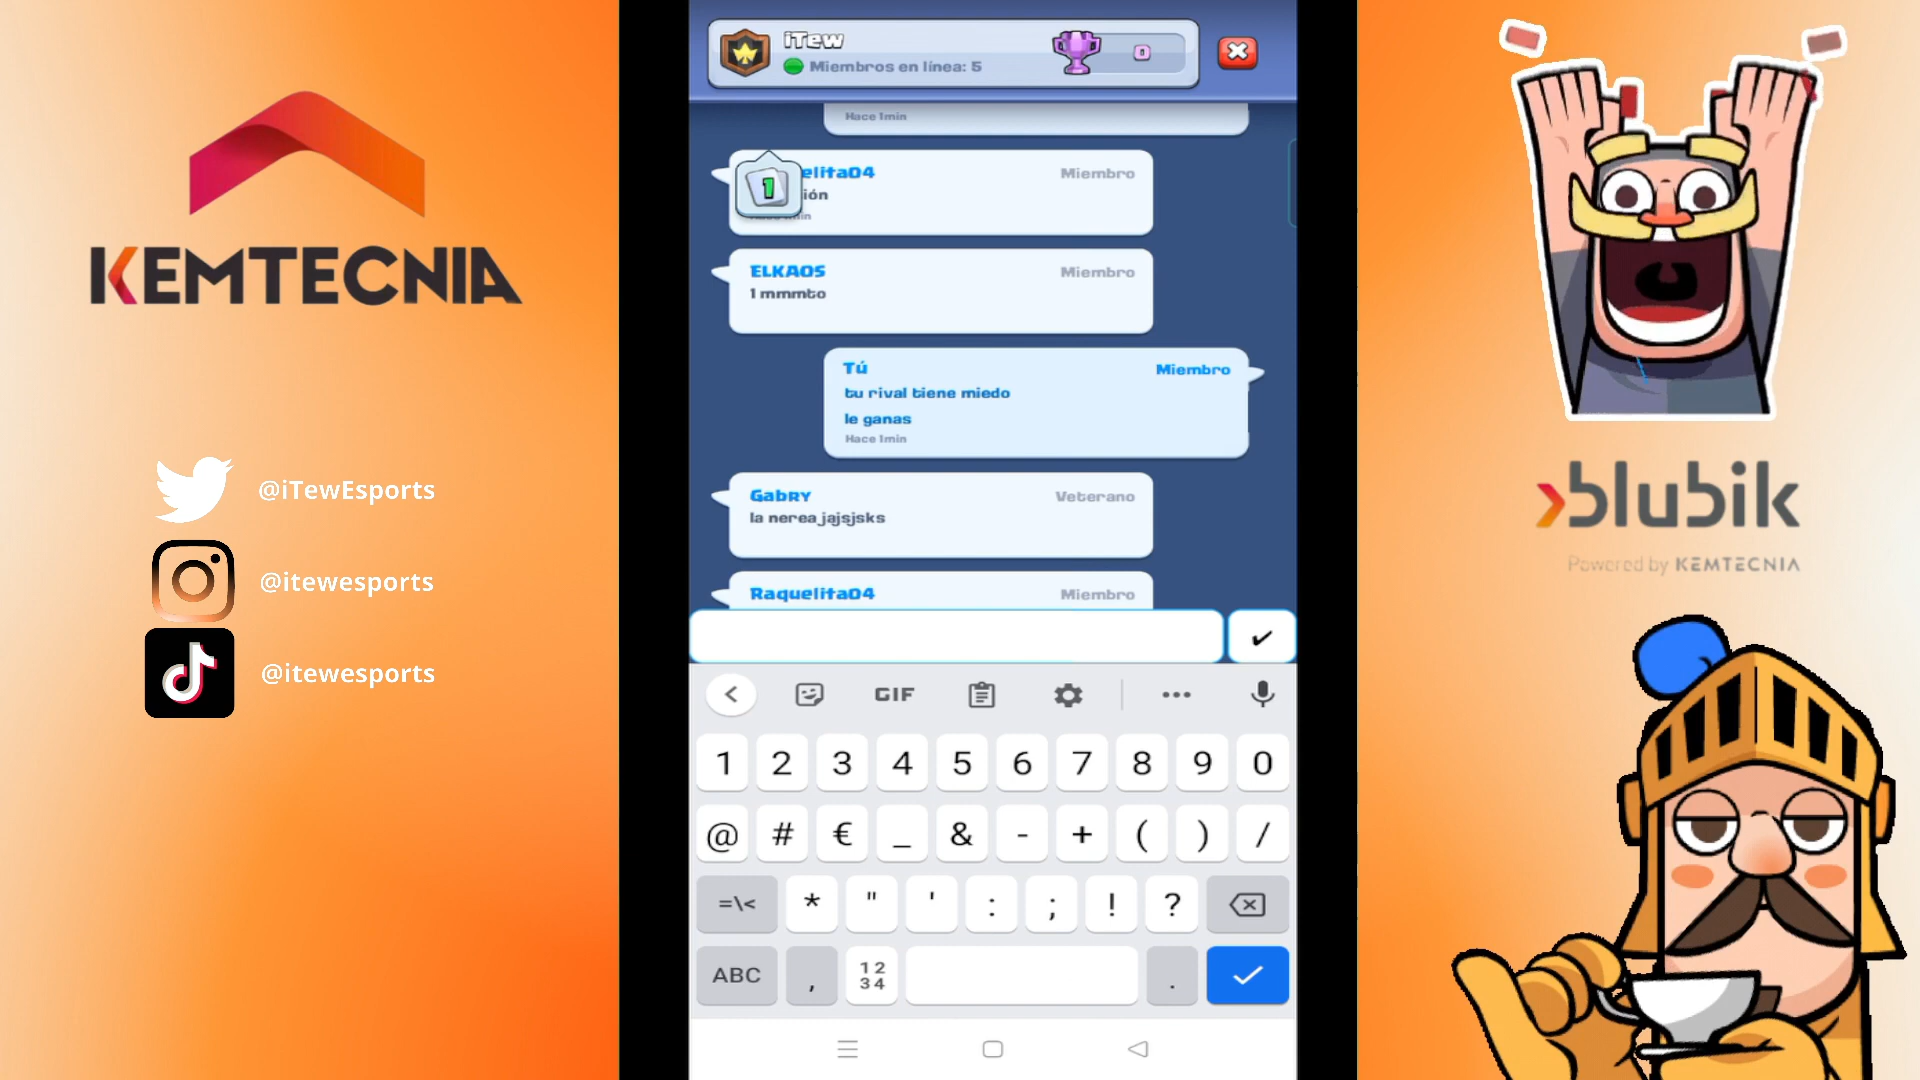 KEMTECNIA
@iTewEsports
@itewesports
@itewesports
iTew
Miembros en línea: 5
0
Hace 1min
elita04
Miembro
1
ión
ELKAOS
Miembro
1 mmmto
Tú
Miembro
tu rival tiene miedo
le ganas
Hace 1min
Gabry
Veterano
la nerea jajsjsks
Raquelita04
Miembro
GIF
1 2 3 4 5 6 7 8 9 0
@ # € _ & - + ( ) /
=\< * " ' : ; ! ?
ABC , 12 .
34
blubik
Powered by KEMTECNIA